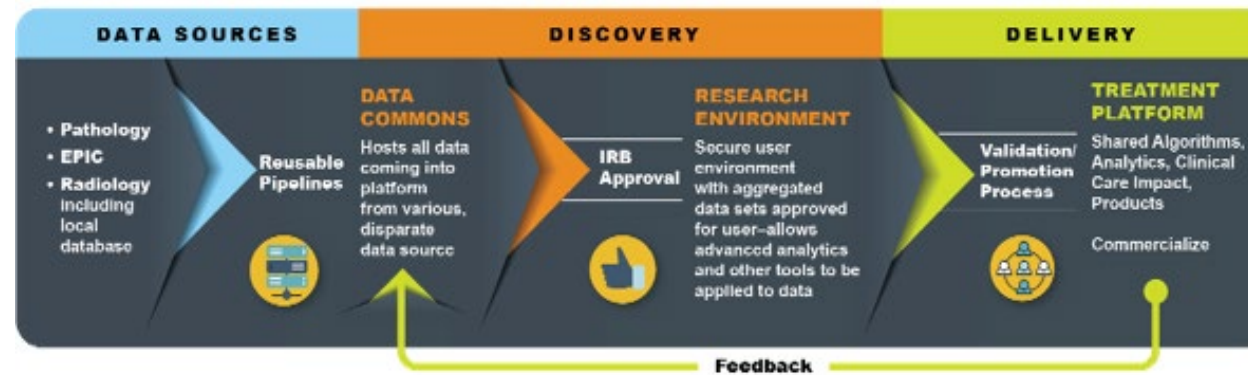 DATA SOURCES
DISCOVERY
DELIVERY
• Pathology
• EPIC
• Radiology
including
local
database
Reusable
Pipelines
DATA
COMMONS
Hosts all data
coming into
platform
from various,
disparate
data source
IRB
Approval
RESEARCH
ENVIRONMENT
Secure user
environment
with aggregated
data sets approved
for user–allows
advanced analytics
and other tools to be
applied to data
Validation/
Promotion
Process
TREATMENT
PLATFORM
Shared Algorithms,
Analytics, Clinical
Care Impact,
Products
Commercialize
Feedback